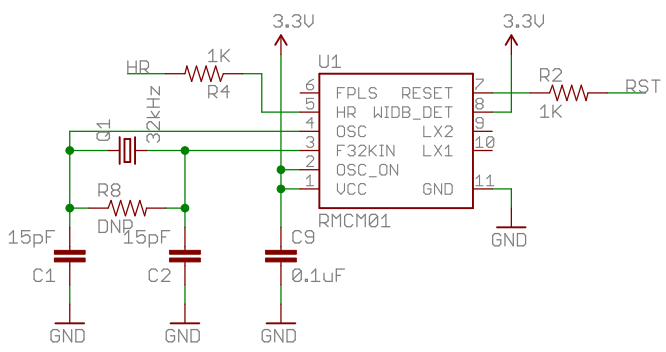 3.3V
3.3V
U1
1K
HR
R4
6
FPLS
RESET
7
R2
RST
5
HR
WIDB_DET
8
1K
Q1
32kHz
4
OSC
LX2
9
3
F32KIN
LX1
10
2
OSC_ON
1
VCC
GND
11
R8
DNP
RMCM01
15pF
15pF
C9
GND
C1
C2
0.1uF
GND
GND
GND